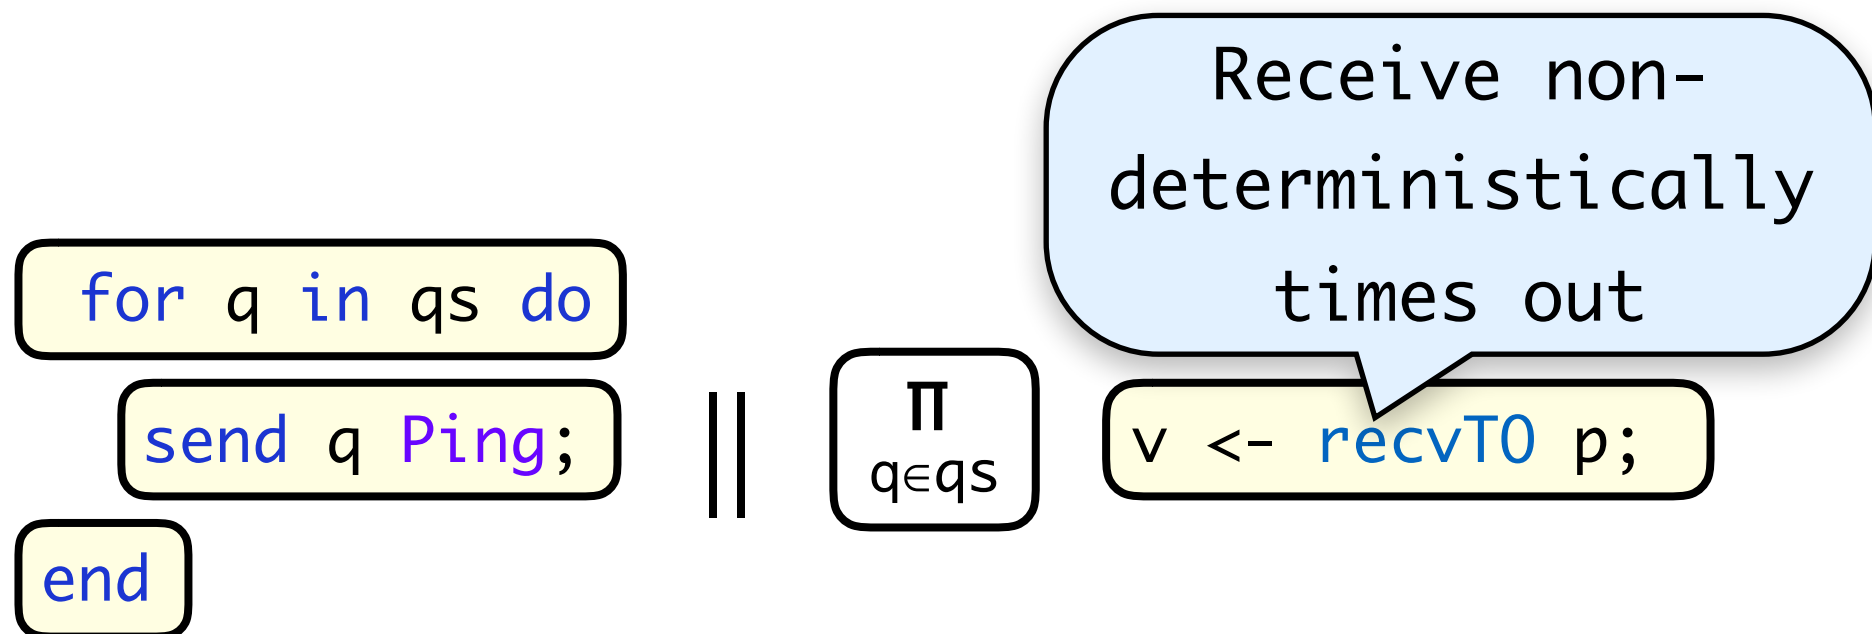 Receive non-
deterministically
times out
for q in qs do
send q Ping;
end
||
Π
q∈qs
v <- recvTO p;